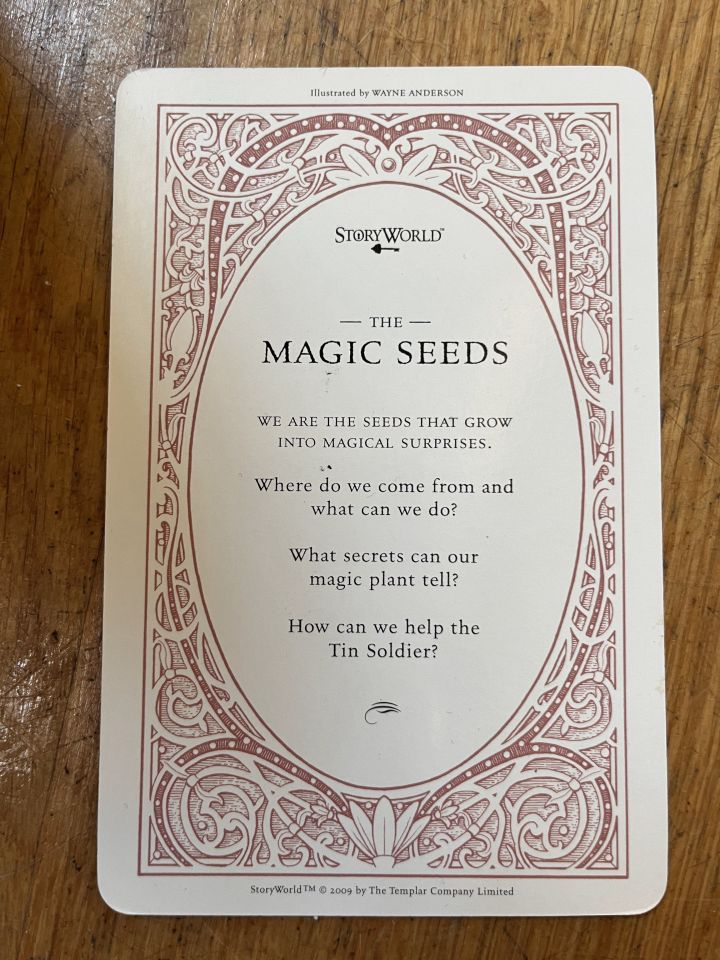 Illustrated by WAYNE ANDERSON
STORYWORLD™
— THE —
MAGIC SEEDS
WE ARE THE SEEDS THAT GROW
INTO MAGICAL SURPRISES.
Where do we come from and
what can we do?
What secrets can our
magic plant tell?
How can we help the
Tin Soldier?
StoryWorld™ © 2009 by The Templar Company Limited